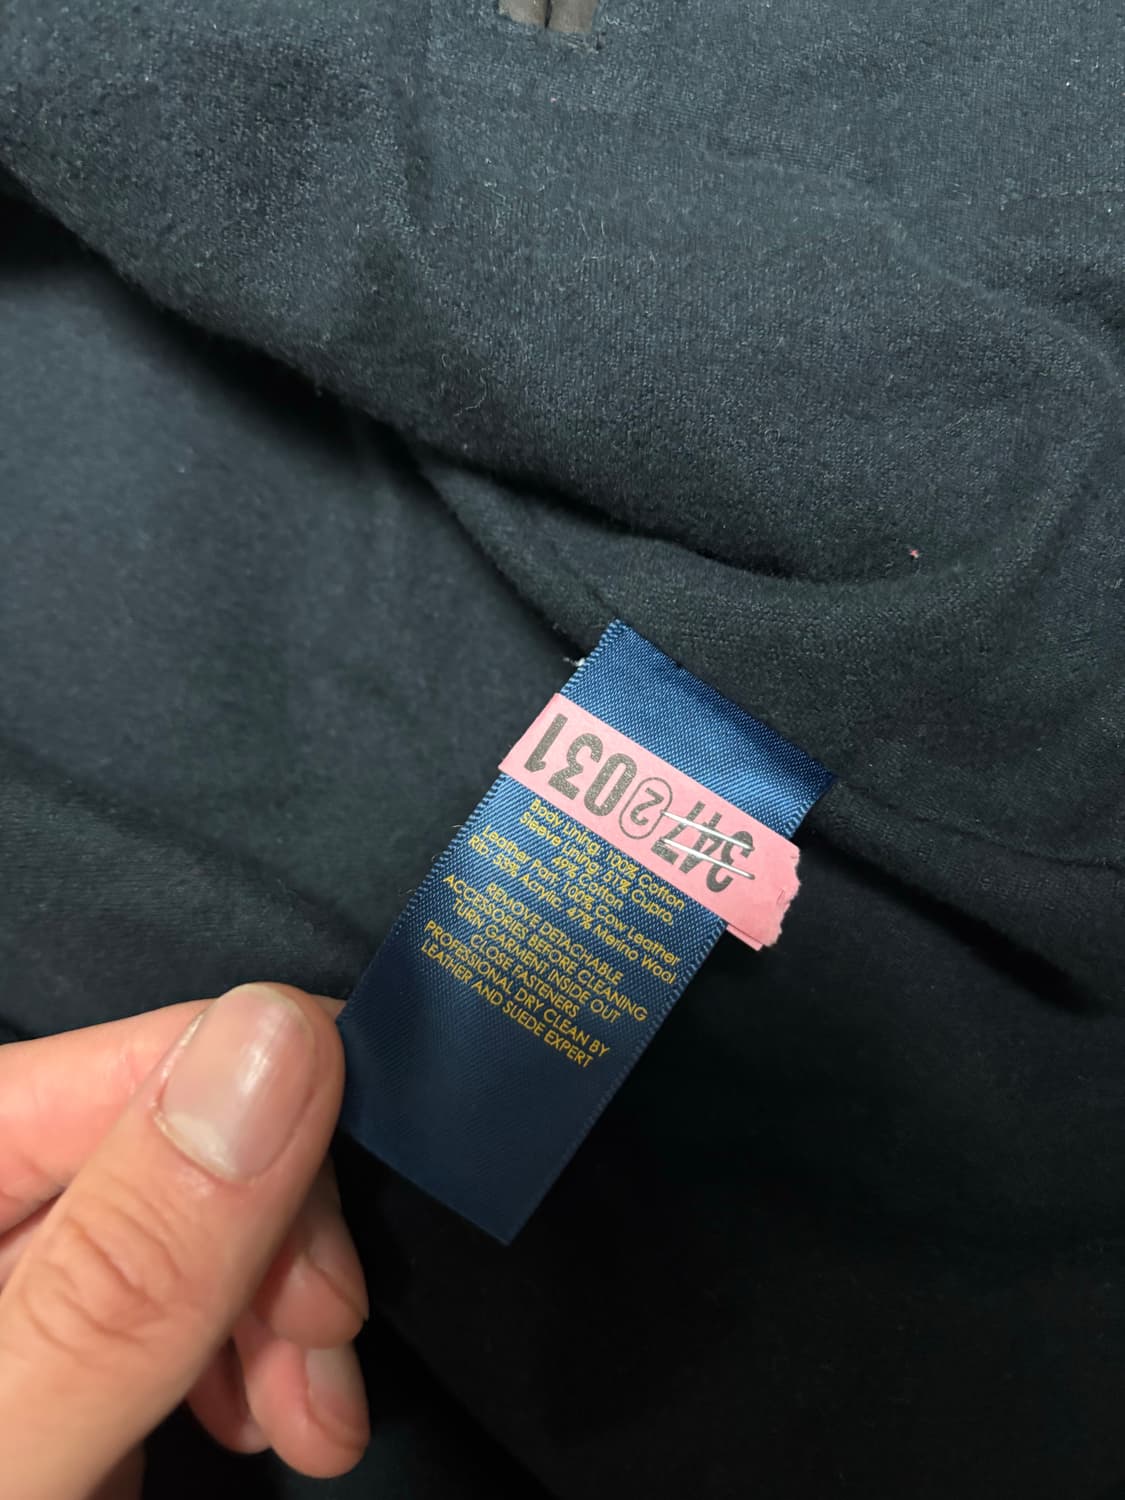 347 2 031
Body Lining: 100% Cotton
Sleeve Lining: 51% Cupro
49% Cotton
Leather Part: 100% Cow Leather
Rib: 53% Acrylic 47% Merino Wool
REMOVE DETACHABLE
ACCESSORIES BEFORE CLEANING
TURN GARMENT INSIDE OUT
CLOSE FASTENERS
PROFESSIONAL DRY CLEAN BY
LEATHER AND SUEDE EXPERT